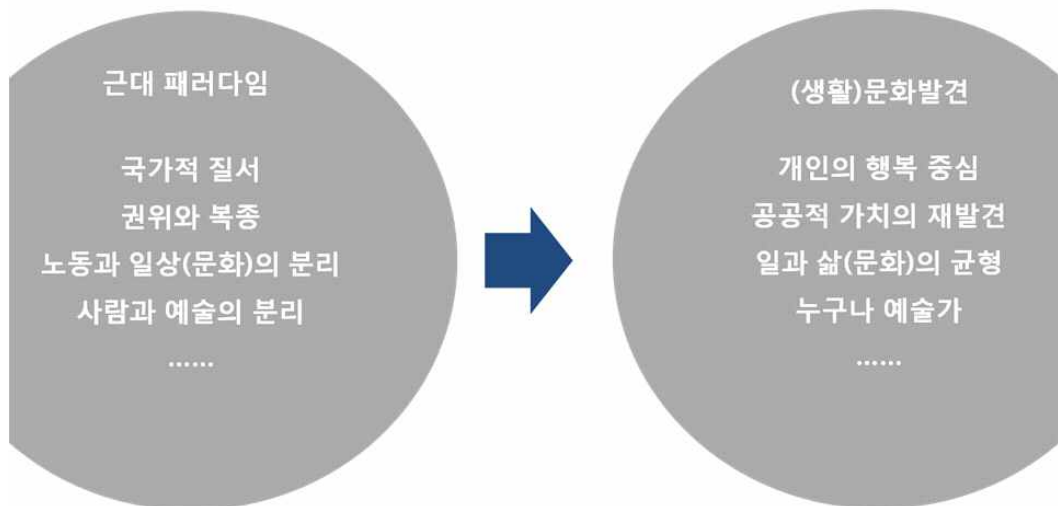 근대 패러다임
국가적 질서
권위와 복종
노동과 일상(문화)의 분리
사람과 예술의 분리
......
(생활)문화발견
개인의 행복 중심
공공적 가치의 재발견
일과 삶(문화)의 균형
누구나 예술가
......